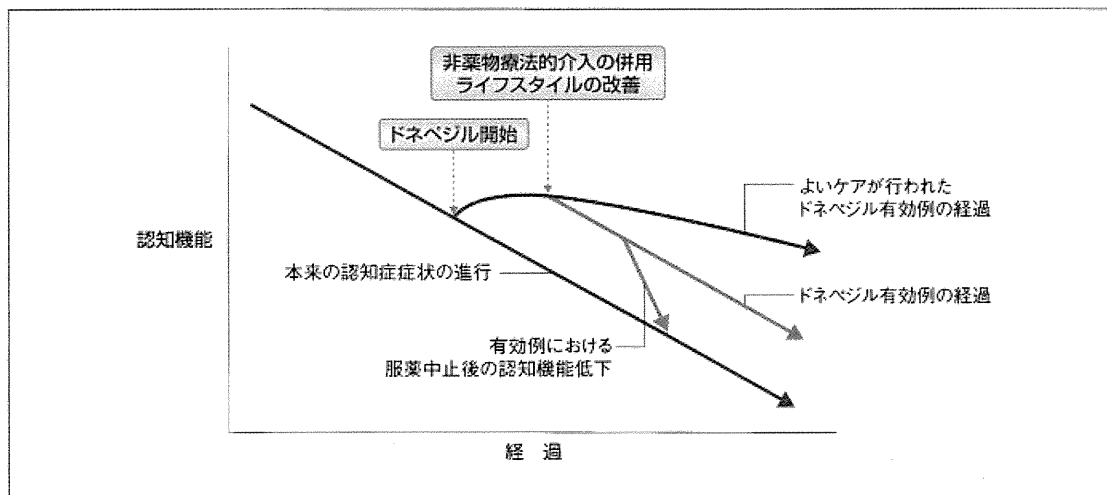 非薬物療法的介入の併用
ライフスタイルの改善
ドネペジル開始
よいケアが行われた
ドネペジル有効例の経過
認知機能
本来の認知症症状の進行
ドネペジル有効例の経過
有効例における
服薬中止後の認知機能低下
経 過